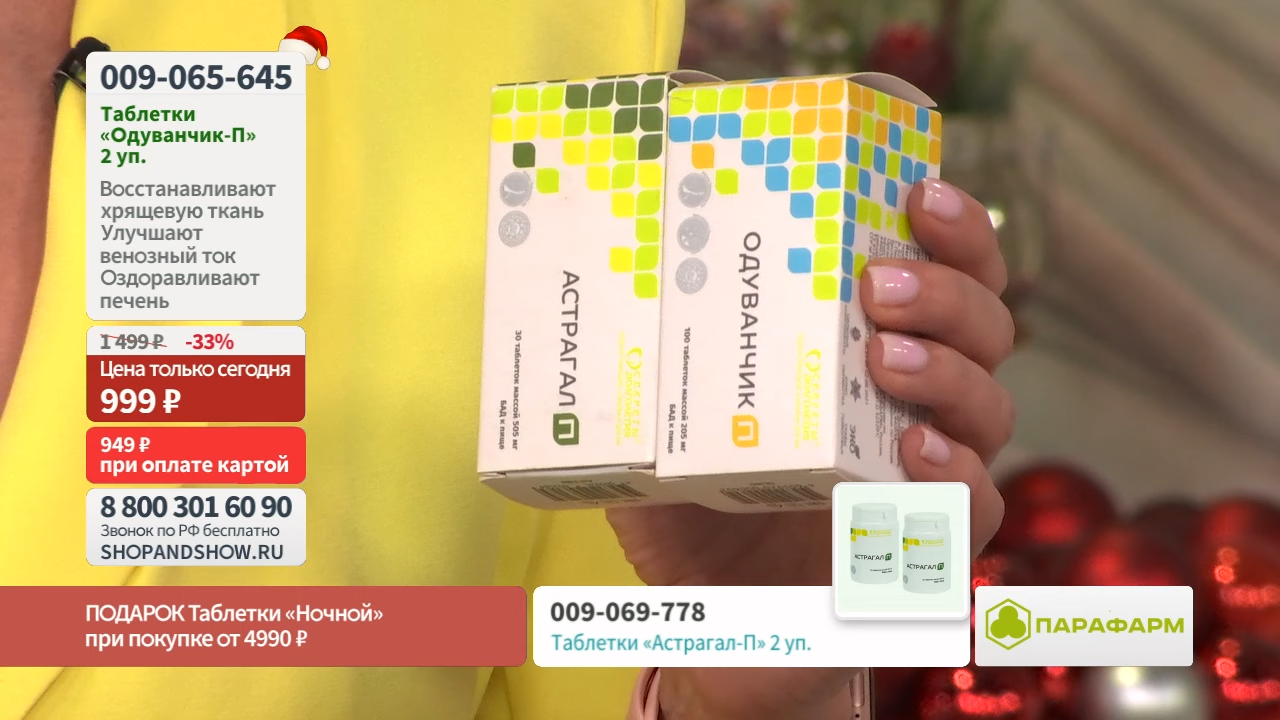 009-065-645
Таблетки
«Одуванчик-П»
2 уп.
Восстанавливают
хрящевую ткань
Улучшают
венозный ток
Оздоравливают
печень
1 499 ₽ -33%
Цена только сегодня
999 ₽
949 ₽
при оплате картой
8 800 301 60 90
Звонок по РФ бесплатно
SHOPANDSHOW.RU
АСТРАГАЛ П
30 таблеток массой 505 мг
БАД к пище
ОДУВАНЧИК П
100 таблеток массой 205 мг
БАД к пище
ЭКО
ПОДАРОК Таблетки «Ночной»
при покупке от 4990 ₽
009-069-778
Таблетки «Астрагал-П» 2 уп.
АСТРАГАЛ П
АСТРАГАЛ П
ПАРАФАРМ